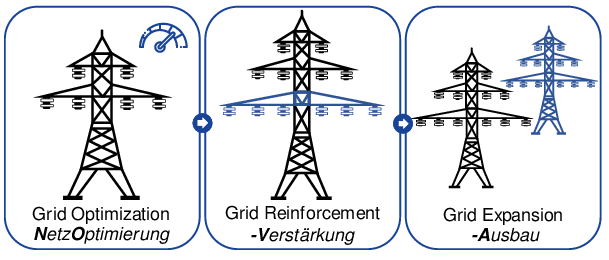 Grid Optimization
NetzOptimierung
Grid Reinforcement
-Verstärkung
Grid Expansion
-Ausbau